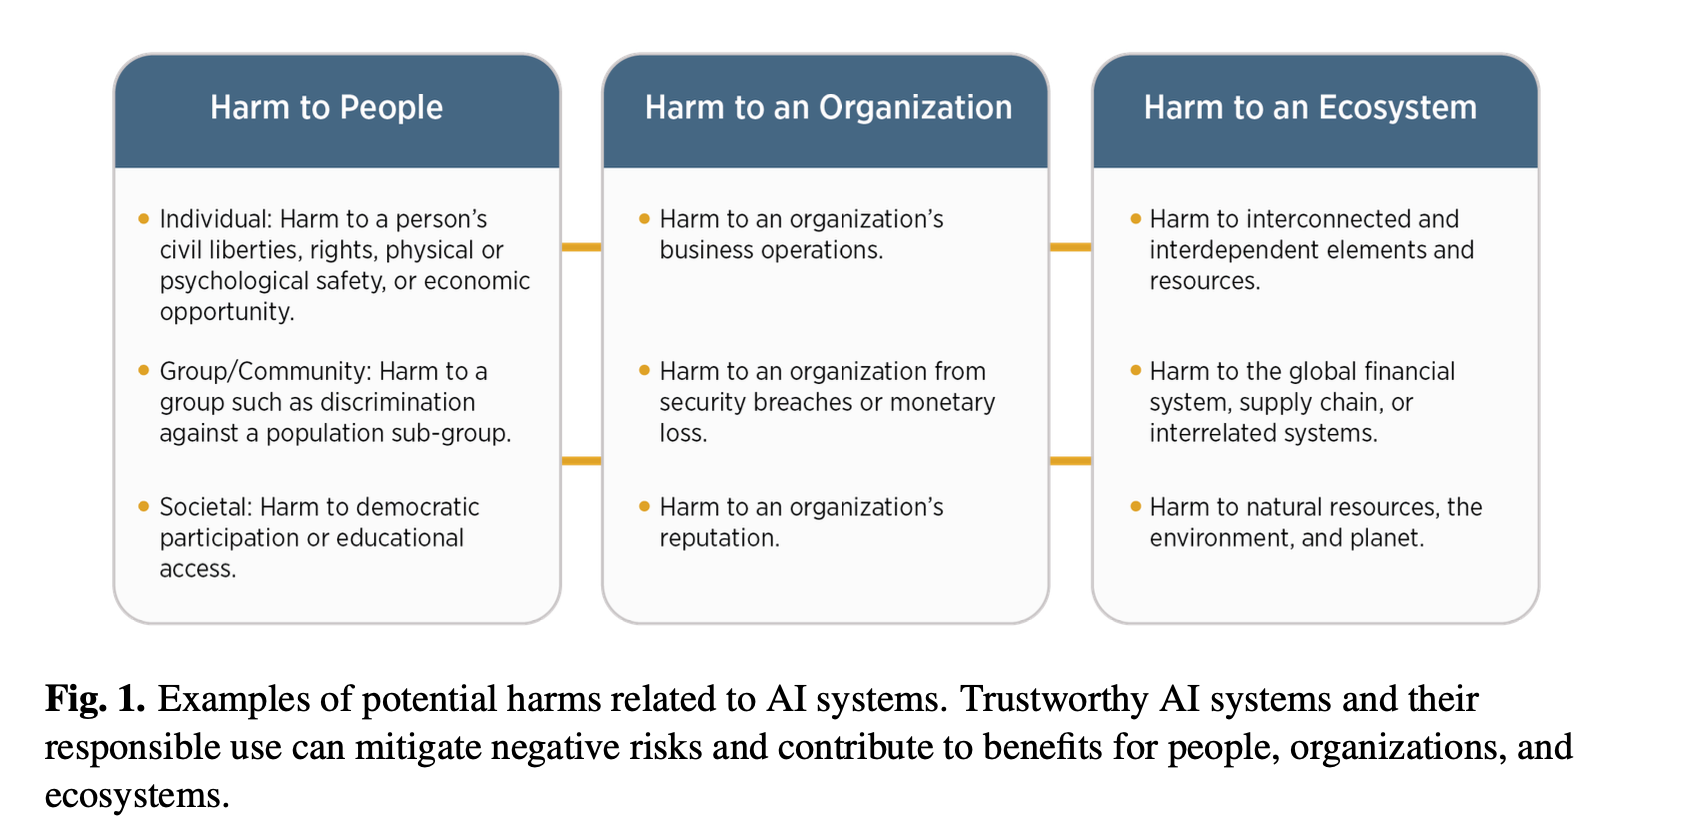 Harm to People
• Individual: Harm to a person’s
civil liberties, rights, physical or
psychological safety, or economic
opportunity.
• Group/Community: Harm to a
group such as discrimination
against a population sub-group.
• Societal: Harm to democratic
participation or educational
access.
Harm to an Organization
• Harm to an organization’s
business operations.
• Harm to an organization from
security breaches or monetary
loss.
• Harm to an organization’s
reputation.
Harm to an Ecosystem
• Harm to interconnected and
interdependent elements and
resources.
• Harm to the global financial
system, supply chain, or
interrelated systems.
• Harm to natural resources, the
environment, and planet.
Fig. 1. Examples of potential harms related to AI systems. Trustworthy AI systems and their
responsible use can mitigate negative risks and contribute to benefits for people, organizations, and
ecosystems.